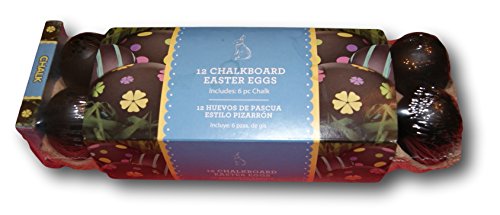 CHALK
12 CHALKBOARD
EASTER EGGS
Includes: 6 pc Chalk
12 HUEVOS DE PASCUA
ESTILO PIZARRÓN
Incluye: 6 pzas. de gis
12 CHALKBOARD
EASTER EGGS